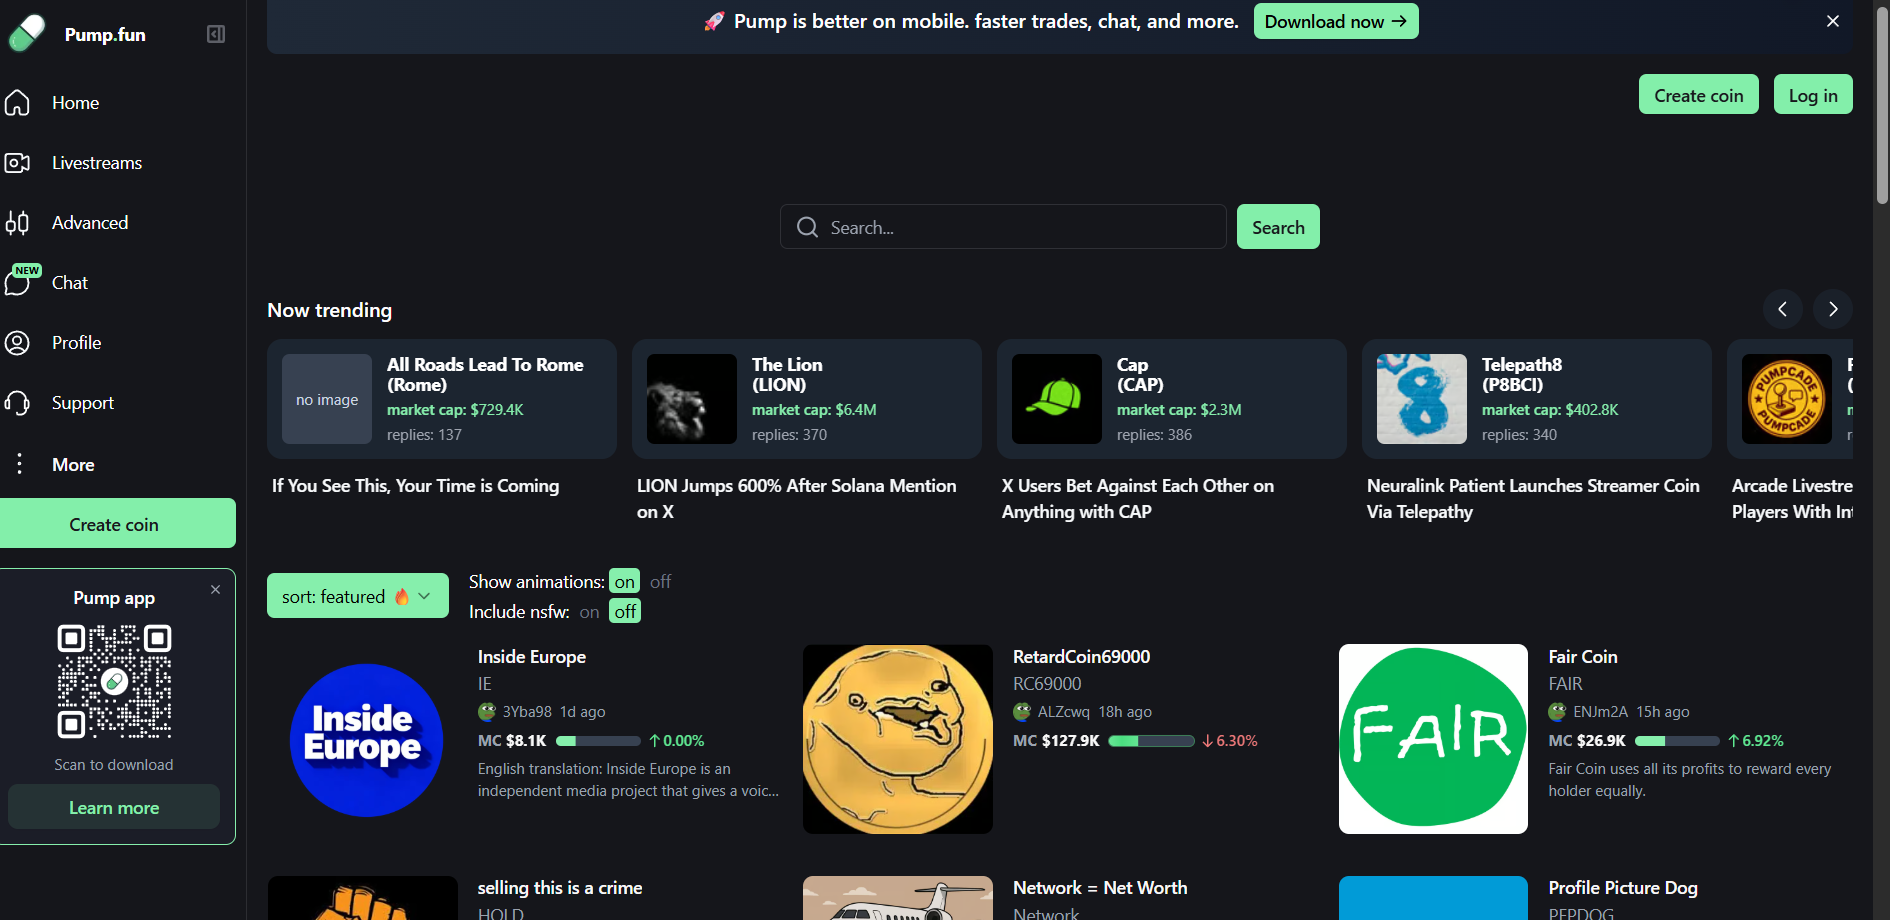 Pump.fun
Home
Livestreams
Advanced
NEW
Chat
Profile
Support
More
Create coin
Pump app
Scan to download
Learn more
🚀 Pump is better on mobile. faster trades, chat, and more.
Download now →
Create coin
Log in
Search...
Search
Now trending
no image
All Roads Lead To Rome
(Rome)
market cap: $729.4K
replies: 137
If You See This, Your Time is Coming
The Lion
(LION)
market cap: $6.4M
replies: 370
LION Jumps 600% After Solana Mention
on X
Cap
(CAP)
market cap: $2.3M
replies: 386
X Users Bet Against Each Other on
Anything with CAP
8
Telepath8
(P8BCI)
market cap: $402.8K
replies: 340
Neuralink Patient Launches Streamer Coin
Via Telepathy
PUMPCADE
PUMPCADE
Arcade Livestre
Players With Int
sort: featured 🔥
Show animations: on off
Include nsfw: on off
Inside
Europe
Inside Europe
IE
3Yba98 1d ago
MC $8.1K ↑ 0.00%
English translation: Inside Europe is an
independent media project that gives a voic...
RetardCoin69000
RC69000
ALZcwq 18h ago
MC $127.9K ↓ 6.30%
FAIR
Fair Coin
FAIR
ENJm2A 15h ago
MC $26.9K ↑ 6.92%
Fair Coin uses all its profits to reward every
holder equally.
selling this is a crime
HOLD
Network = Net Worth
Network
Profile Picture Dog
PFPDOG